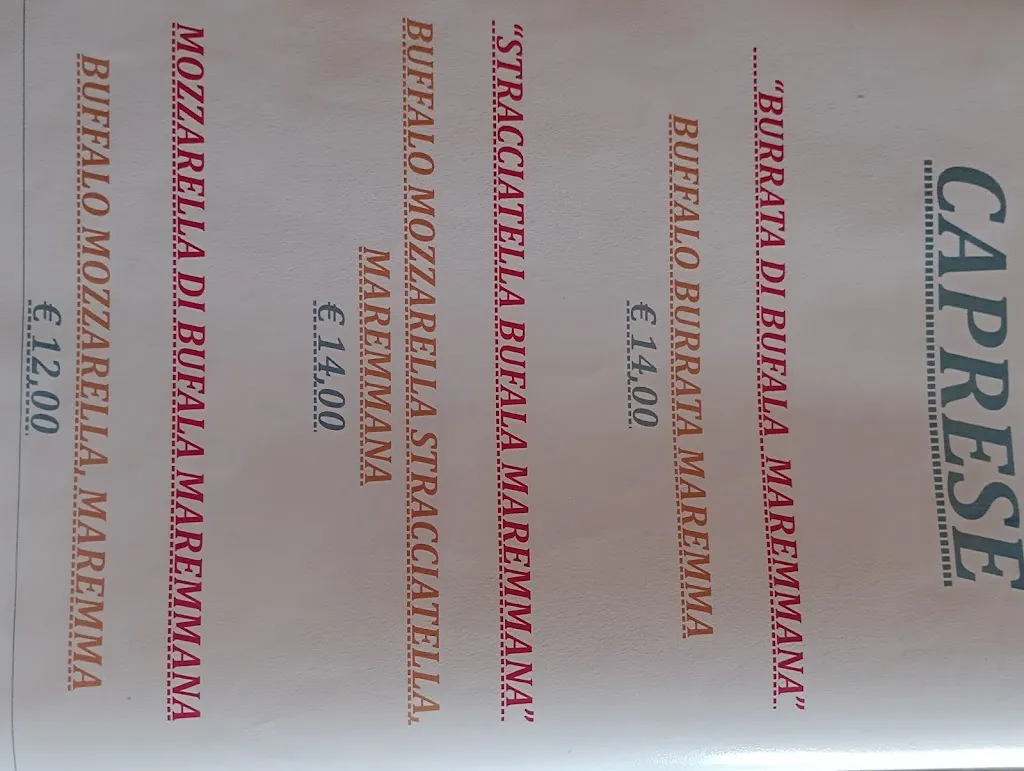 CAPRESE
"BURRATA DI BUFALA MAREMMANA"
BUFFALO BURRATA MAREMMA
€ 14,00
"STRACCIATELLA BUFALA MAREMMANA"
BUFFALO MOZZARELLA STRACCIATELLA,
MAREMMANA
€ 14,00
MOZZARELLA DI BUFALA MAREMMANA
BUFFALO MOZZARELLA, MAREMMA
€ 12,00